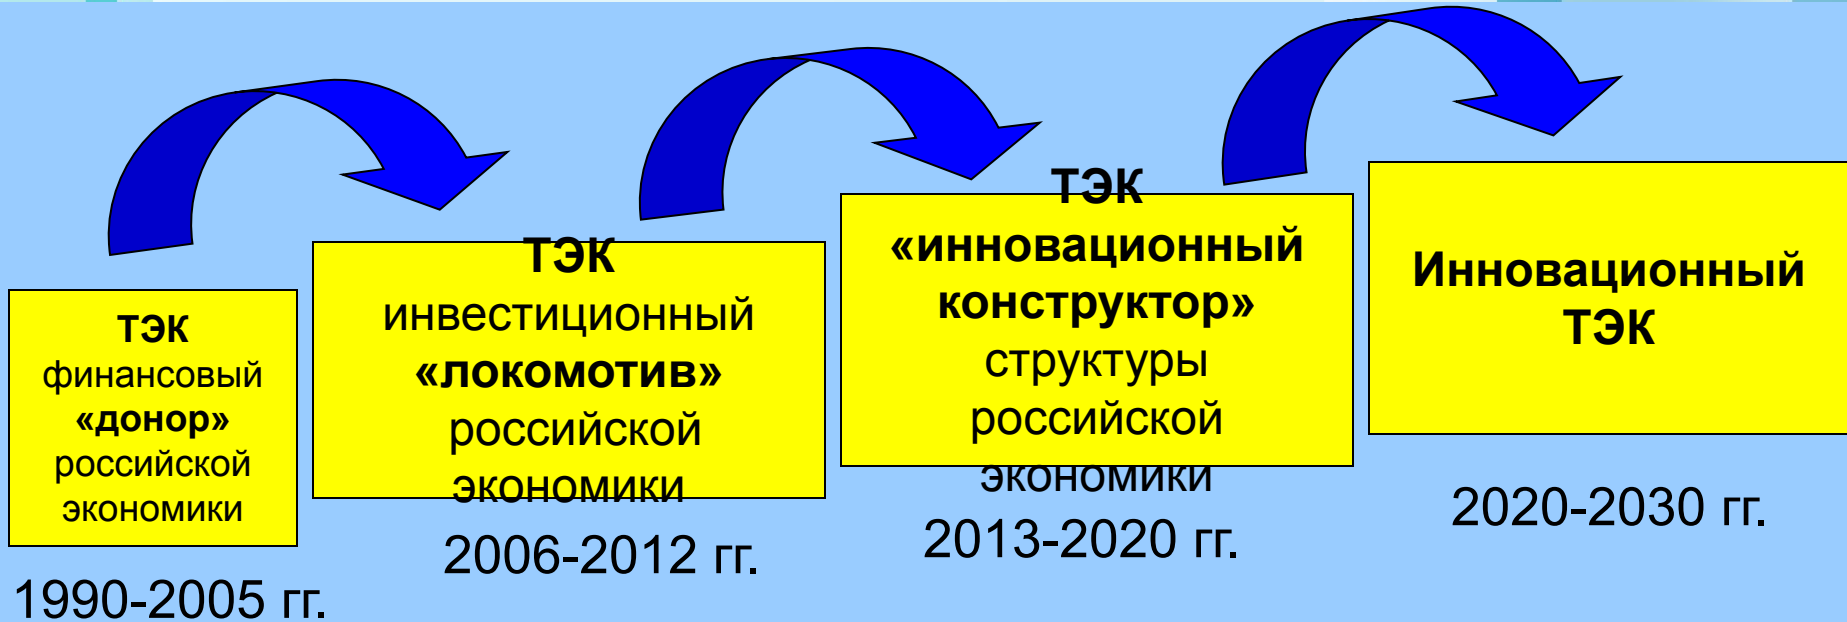 ТЭК
финансовый
«донор»
российской
экономики
1990-2005 гг.
ТЭК
инвестиционный
«локомотив»
российской
экономики
2006-2012 гг.
ТЭК
«инновационный
конструктор»
структуры
российской
экономики
2013-2020 гг.
Инновационный
ТЭК
2020-2030 гг.